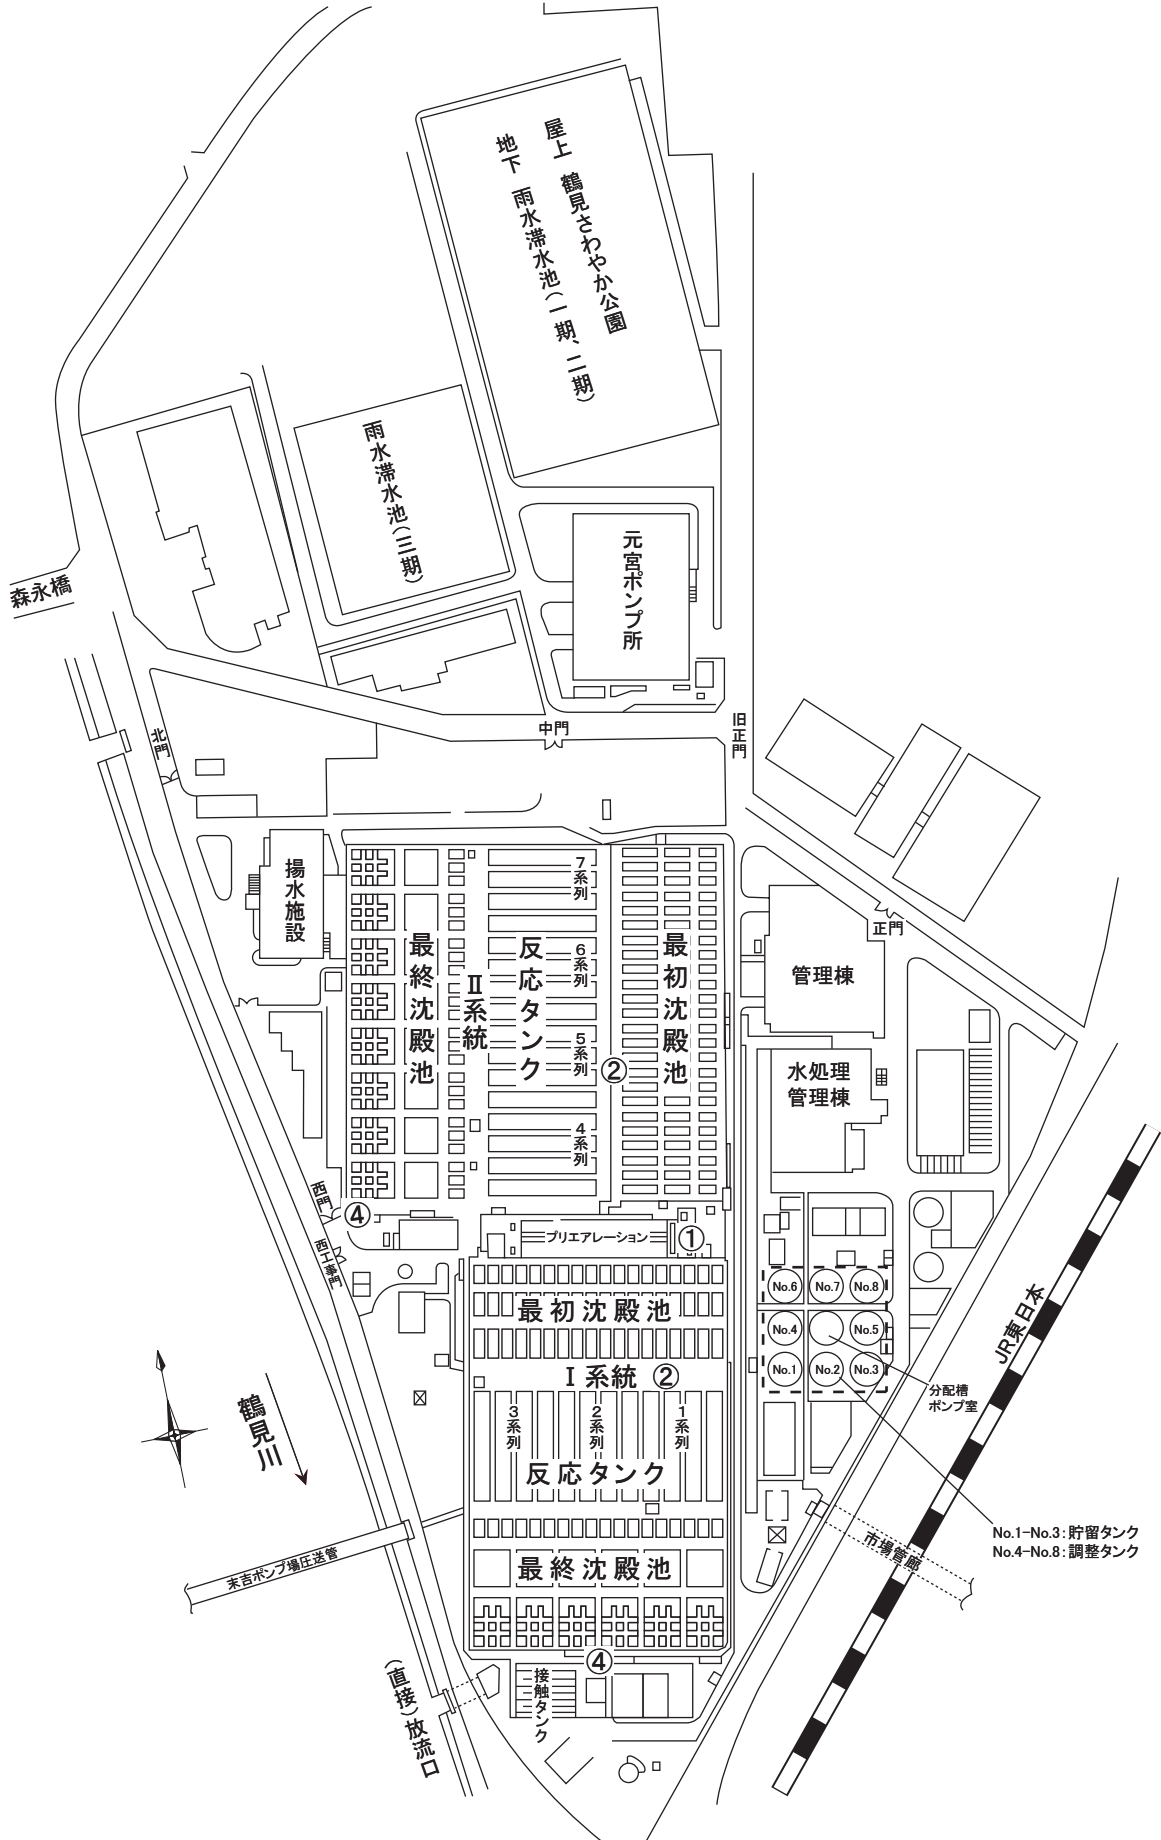 屋上 鶴見さわやか公園
地下 雨水滞水池(一期、二期)
雨水滞水池(三期)
元宮ポンプ所
森永橋
北門
中門
旧正門
正門
揚水施設
最終沈殿池
Ⅱ系統
反応タンク
7系列
6系列
5系列
4系列
②
最初沈殿池
管理棟
水処理
管理棟
西門
④
西工事門
プリエアレーション
①
最初沈殿池
Ⅰ系統 ②
3系列
2系列
1系列
反応タンク
最終沈殿池
④
接触タンク
No.6
No.7
No.8
No.4
No.5
No.1
No.2
No.3
分配槽
ポンプ室
JR東日本
No.1-No.3:貯留タンク
No.4-No.8:調整タンク
市場管廊
鶴見川
末吉ポンプ場圧送管
(直接)放流口